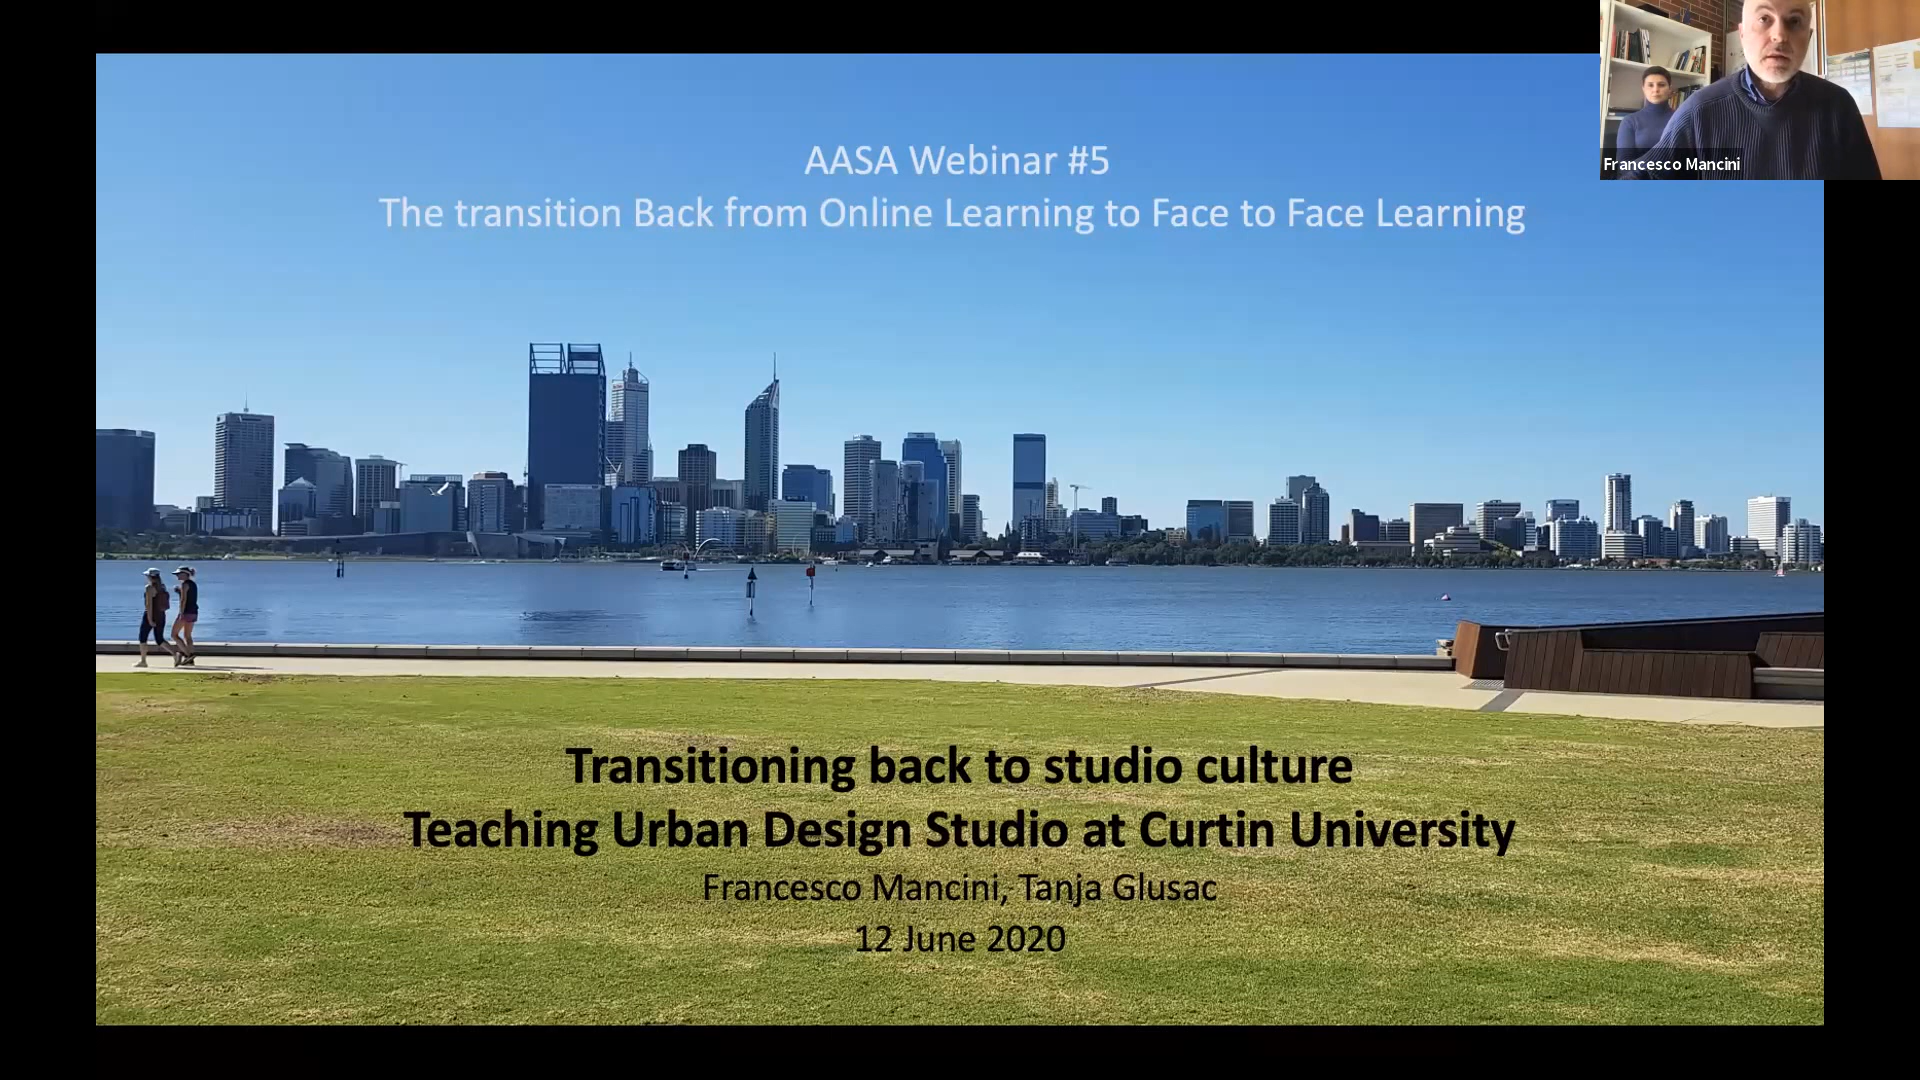 AASA Webinar #5
The transition Back from Online Learning to Face to Face Learning
Francesco Mancini
Transitioning back to studio culture
Teaching Urban Design Studio at Curtin University
Francesco Mancini, Tanja Glusac
12 June 2020